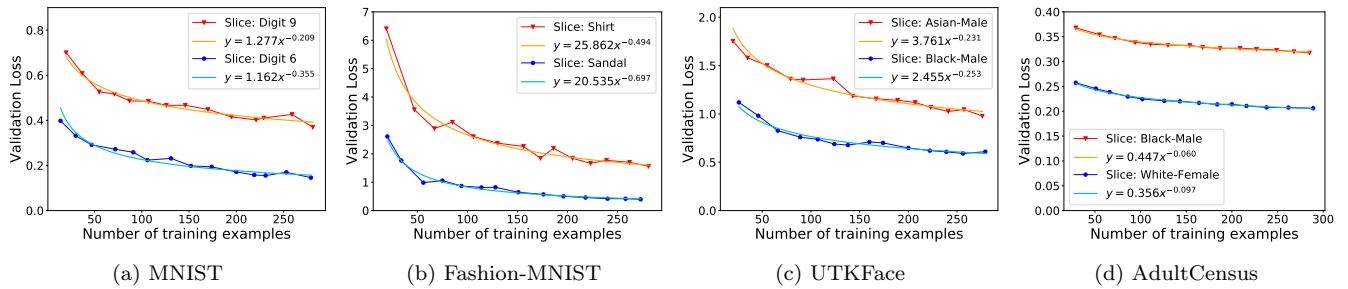 Validation Loss
0.8
0.6
0.4
0.2
0.0
50 100 150 200 250
Number of training examples
Slice: Digit 9
y = 1.277x^{-0.209}
Slice: Digit 6
y = 1.162x^{-0.355}
(a) MNIST
Validation Loss
7
6
5
4
3
2
1
0
50 100 150 200 250
Number of training examples
Slice: Shirt
y = 25.862x^{-0.494}
Slice: Sandal
y = 20.535x^{-0.697}
(b) Fashion-MNIST
Validation Loss
2.0
1.5
1.0
0.5
0.0
50 100 150 200 250
Number of training examples
Slice: Asian-Male
y = 3.761x^{-0.231}
Slice: Black-Male
y = 2.455x^{-0.253}
(c) UTKFace
Validation Loss
0.40
0.35
0.30
0.25
0.20
0.15
0.10
0.05
0.00
50 100 150 200 250 300
Number of training examples
Slice: Black-Male
y = 0.447x^{-0.060}
Slice: White-Female
y = 0.356x^{-0.097}
(d) AdultCensus